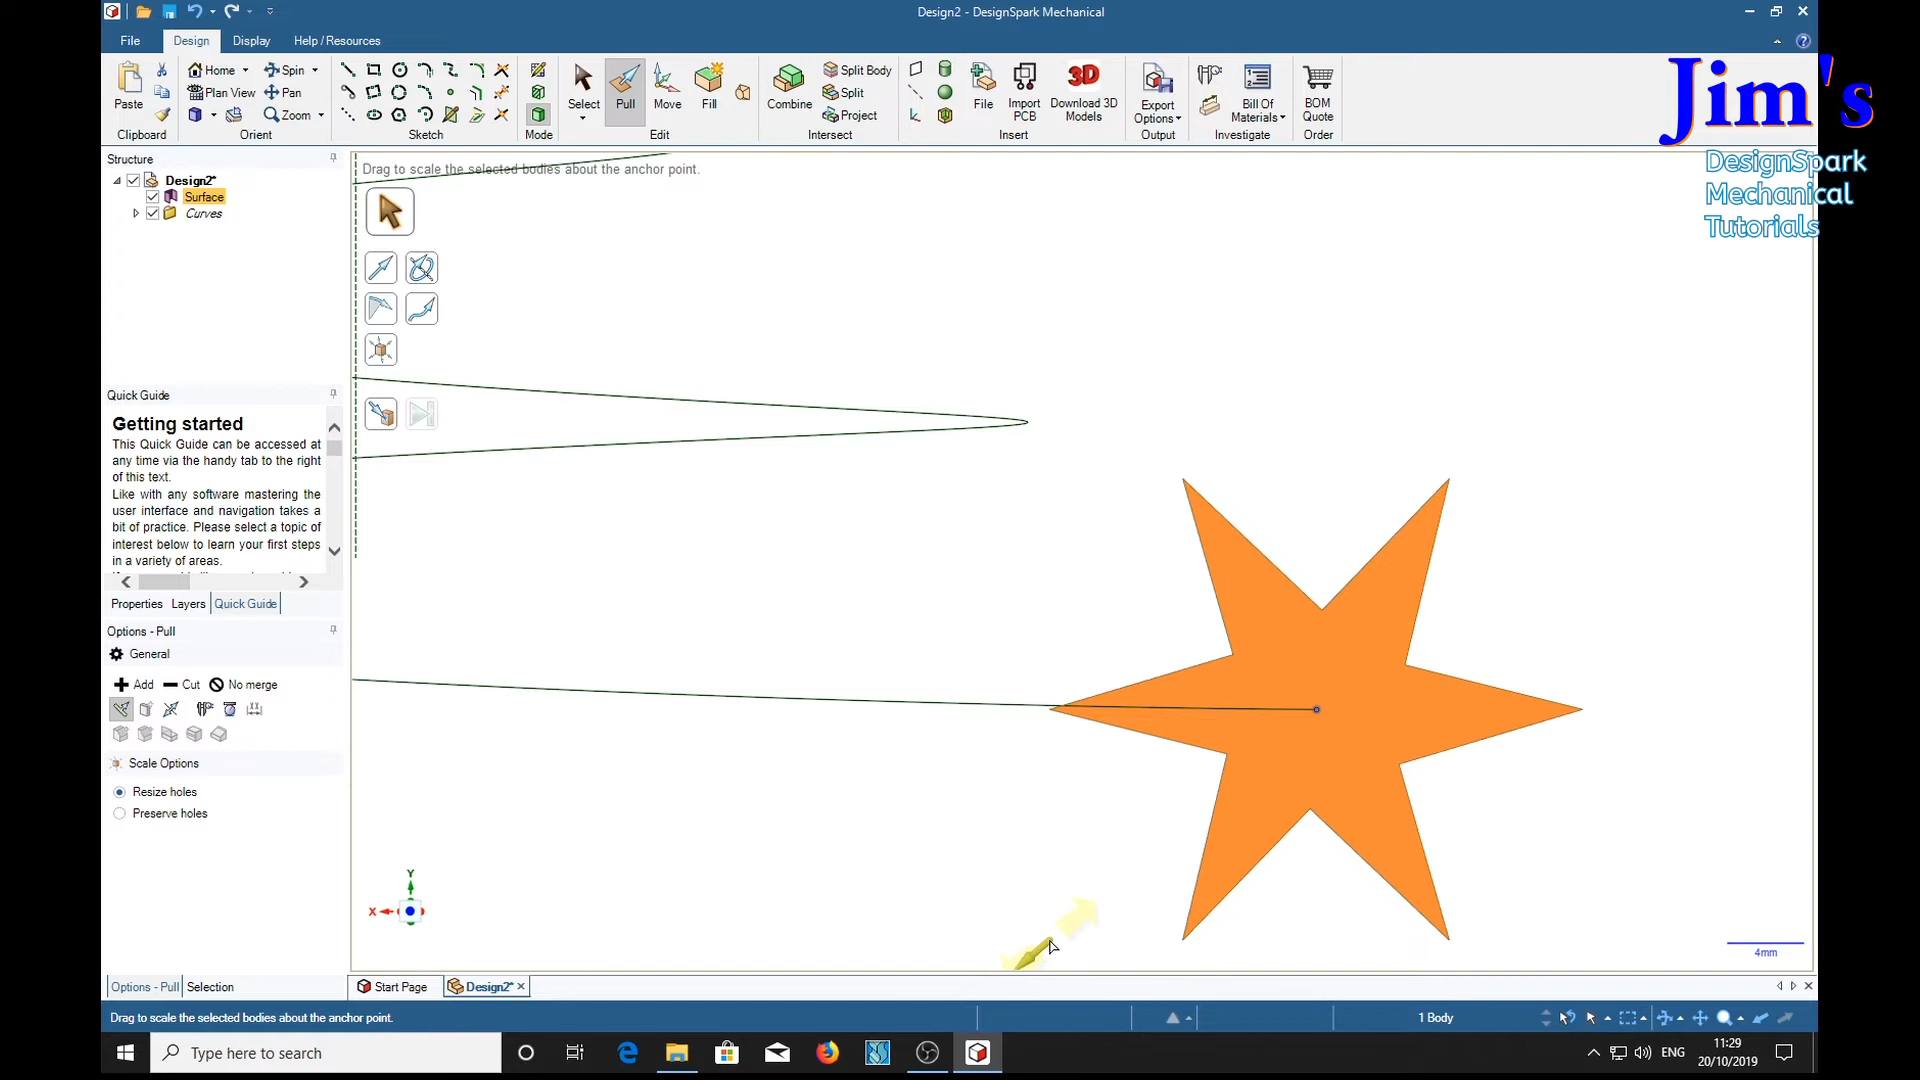 Design2 - DesignSpark Mechanical
File
Design
Display
Help / Resources
Jim's
DesignSpark
Mechanical
Tutorials
Paste
Clipboard
Home
Spin
Plan View
Pan
Zoom
Orient
Sketch
Mode
Select
Pull
Move
Fill
Edit
Combine
Split Body
Split
Project
Intersect
File
Import
PCB
Download 3D
Models
3D
Insert
Export
Options
Output
Bill Of
Materials
Investigate
BOM
Quote
Order
Structure
Design2*
Surface
Curves
Drag to scale the selected bodies about the anchor point.
Quick Guide
Getting started
This Quick Guide can be accessed at
any time via the handy tab to the right
of this text.
Like with any software mastering the
user interface and navigation takes a
bit of practice. Please select a topic of
interest below to learn your first steps
in a variety of areas.
Properties
Layers
Quick Guide
Options - Pull
General
Add
Cut
No merge
Scale Options
Resize holes
Preserve holes
Y
X
4mm
Options - Pull
Selection
Start Page
Design2*
Drag to scale the selected bodies about the anchor point.
1 Body
Type here to search
ENG
11:29
20/10/2019